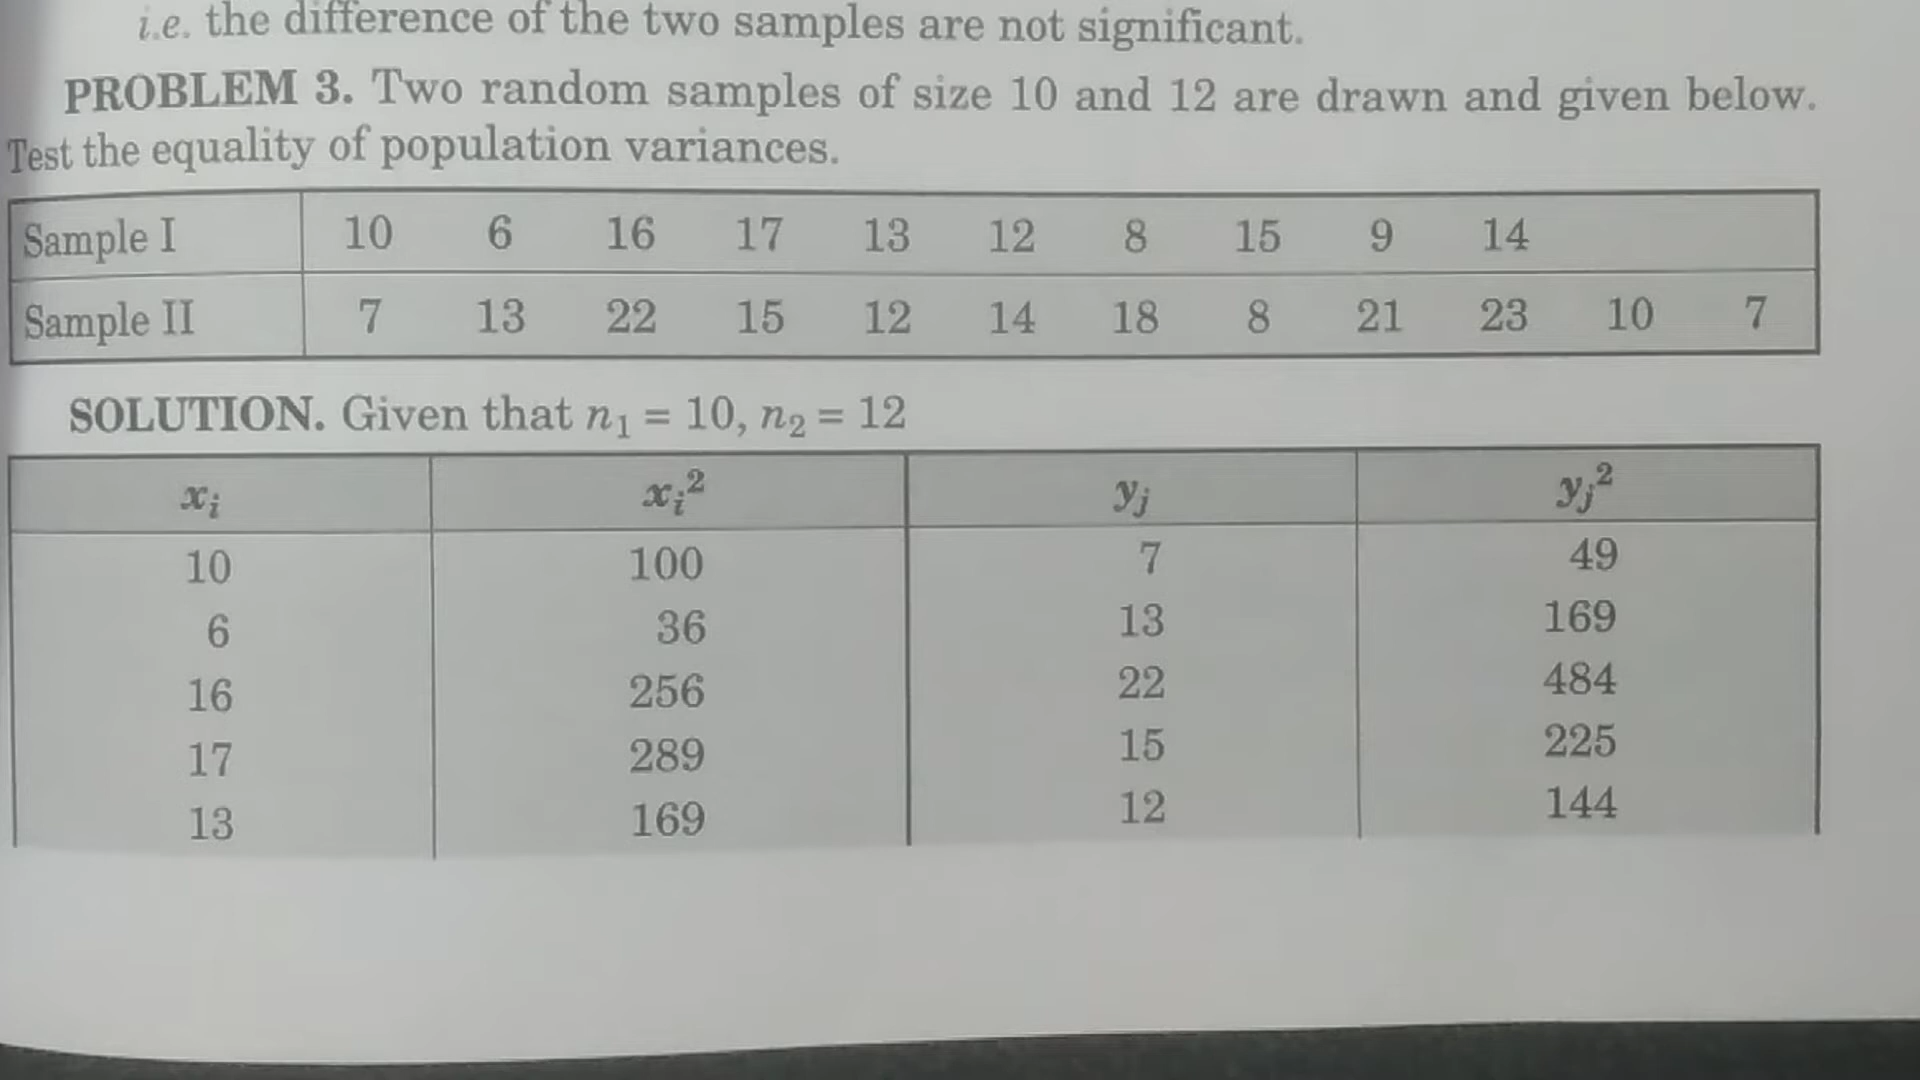 i.e. the difference of the two samples are not significant.
PROBLEM 3. Two random samples of size 10 and 12 are drawn and given below.
Test the equality of population variances.
Sample I 10 6 16 17 13 12 8 15 9 14
Sample II 7 13 22 15 12 14 18 8 21 23 10 7
SOLUTION. Given that n₁ = 10, n₂ = 12
xᵢ xᵢ² yⱼ yⱼ²
10 100 7 49
6 36 13 169
16 256 22 484
17 289 15 225
13 169 12 144